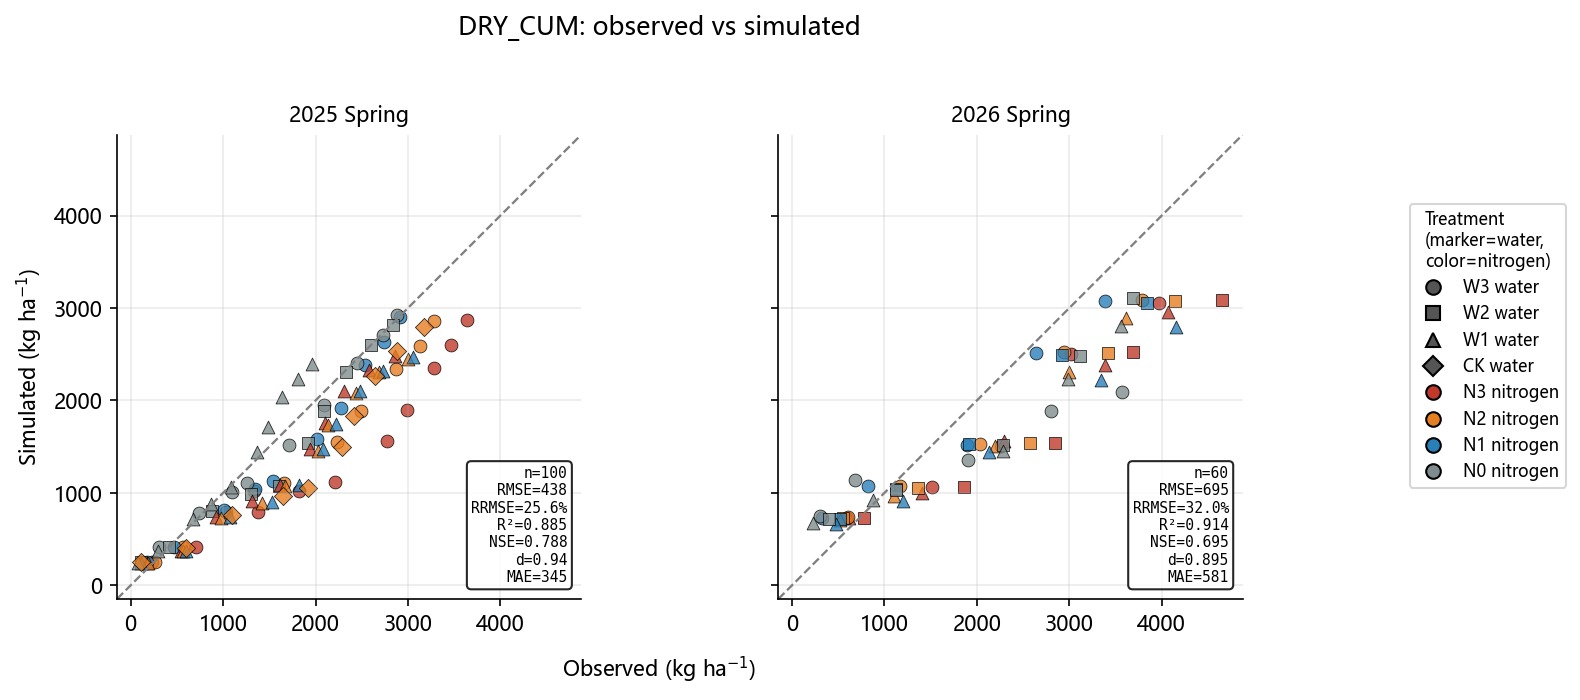 DRY_CUM: observed vs simulated
2025 Spring
2026 Spring
Simulated (kg ha⁻¹)
4000
3000
2000
1000
0
n=100
RMSE=438
RRMSE=25.6%
R²=0.885
NSE=0.788
d=0.94
MAE=345
n=60
RMSE=695
RRMSE=32.0%
R²=0.914
NSE=0.695
d=0.895
MAE=581
0 1000 2000 3000 4000
0 1000 2000 3000 4000
Observed (kg ha⁻¹)
Treatment
(marker=water,
color=nitrogen)
W3 water
W2 water
W1 water
CK water
N3 nitrogen
N2 nitrogen
N1 nitrogen
N0 nitrogen